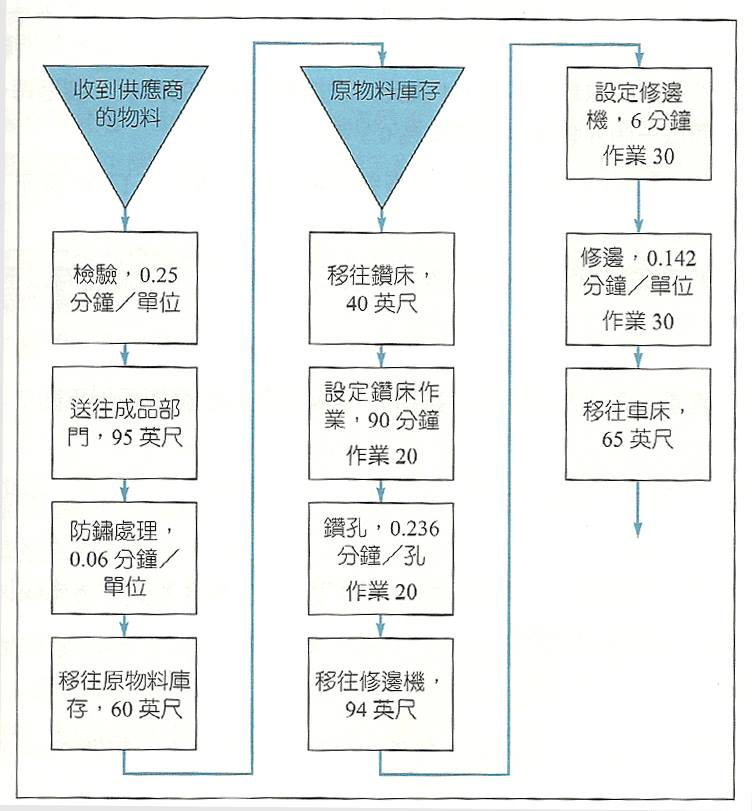 收到供應商
的物料
檢驗，0.25
分鐘／單位
送往成品部
門，95 英尺
防鏽處理，
0.06 分鐘／
單位
移往原物料庫
存，60 英尺
原物料庫存
移往鑽床，
40 英尺
設定鑽床作
業，90 分鐘
作業 20
鑽孔，0.236
分鐘／孔
作業 20
移往修邊機，
94 英尺
設定修邊
機，6 分鐘
作業 30
修邊，0.142
分鐘／單位
作業 30
移往車床，
65 英尺